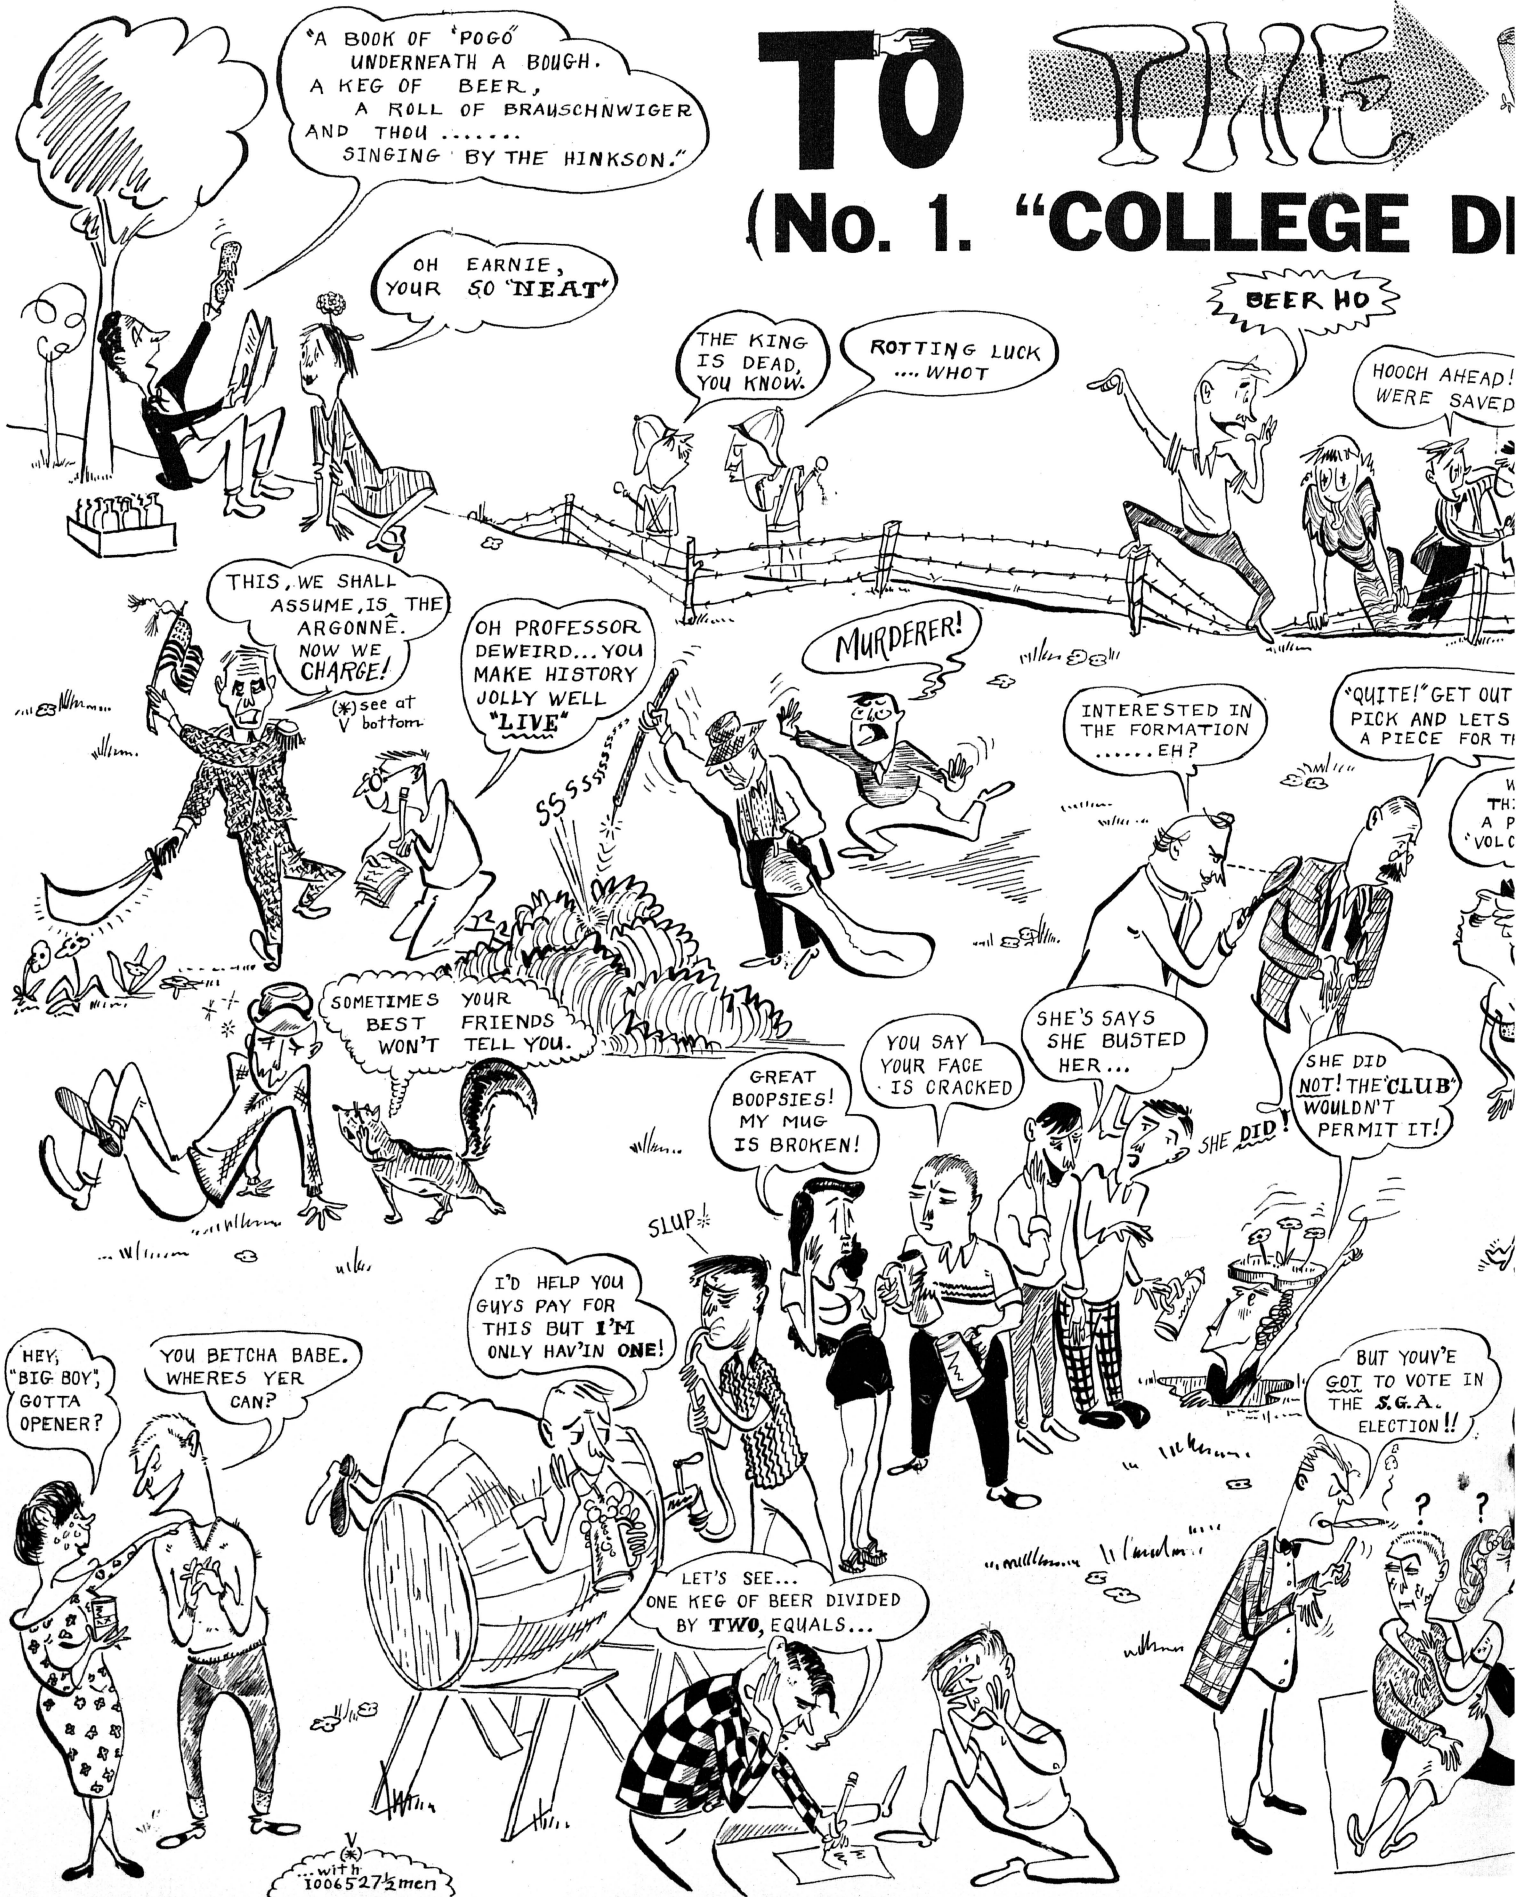 "A BOOK OF 'POGO"
UNDERNEATH A BOUGH.
A KEG OF BEER,
A ROLL OF BRAUSCHNWIGER
AND THOU .......
SINGING BY THE HINKSON."
TO THE
(No. 1. "COLLEGE DI
OH EARNIE,
YOUR SO "NEAT"
THE KING
IS DEAD,
YOU KNOW.
ROTTING LUCK
.... WHOT
BEER HO
HOOCH AHEAD!
WERE SAVED
THIS, WE SHALL
ASSUME, IS THE
ARGONNÊ.
NOW WE
CHARGE!
(*) see at
V bottom
OH PROFESSOR
DEWEIRD...YOU
MAKE HISTORY
JOLLY WELL
"LIVE"
SSSSSSSSSSSS
MURDERER!
INTERESTED IN
THE FORMATION
......EH?
"QUITE!" GET OUT
PICK AND LETS
A PIECE FOR TH
W
THI
A P
'VOLC
SOMETIMES YOUR
BEST FRIENDS
WON'T TELL YOU.
GREAT
BOOPSIES!
MY MUG
IS BROKEN!
YOU SAY
YOUR FACE
IS CRACKED
SHE'S SAYS
SHE BUSTED
HER...
SHE DID!
SHE DID
NOT! THE "CLUB"
WOULDN'T
PERMIT IT!
SLUP!
I'D HELP YOU
GUYS PAY FOR
THIS BUT I'M
ONLY HAV'IN ONE!
HEY,
"BIG BOY",
GOTTA
OPENER?
YOU BETCHA BABE.
WHERES YER
CAN?
BUT YOUV'E
GOT TO VOTE IN
THE S.G.A.
ELECTION!!
? ?
LET'S SEE...
ONE KEG OF BEER DIVIDED
BY TWO, EQUALS...
V
(*)
...with
1006527½ men